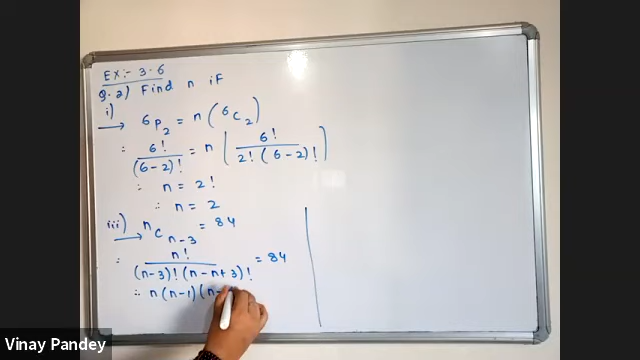 Ex:- 3.6
Q.2) Find n if
i)
→ 6P₂ = n (⁶C₂)
∴ 6! / (6-2)! = n [ 6! / 2! (6-2)! ]
∴ n = 2!
∴ n = 2
iii) ⁿC n-3 = 84
→
∴ n! / (n-3)! (n-n+3)! = 84
∴ n (n-1) (n-
Vinay Pandey